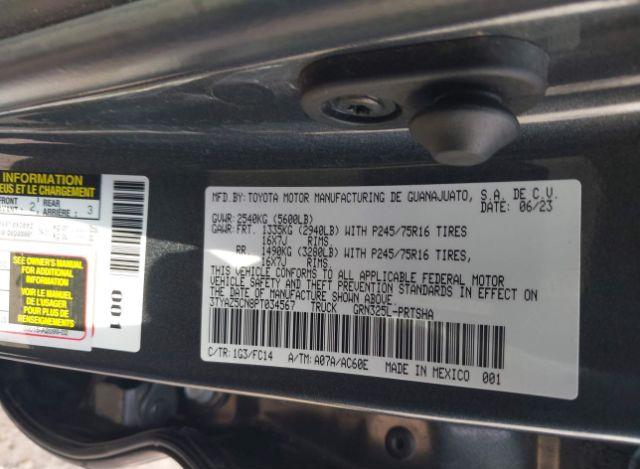 INFORMATION
EUS ET LE CHARGEMENT
FRONT 2 REAR
ARRIÈRE: 3
SEE OWNER'S MANUAL
FOR ADDITIONAL
INFORMATION
VOIR LE MANUEL
DE L'USAGER
POUR PLUS DE
RENSEIGNEMENTS
001
MFD.BY:TOYOTA MOTOR MANUFACTURING DE GUANAJUATO, S.A. DE C.V.
DATE: 06/23
GVWR:2540KG (5600LB)
GAWR:FRT. 1335KG (2940LB) WITH P245/75R16 TIRES
16X7J RIMS
RR. 1490KG (3280LB) WITH P245/75R16 TIRES,
16X7J RIMS
THIS VEHICLE CONFORMS TO ALL APPLICABLE FEDERAL MOTOR
VEHICLE SAFETY AND THEFT PREVENTION STANDARDS IN EFFECT ON
THE DATE OF MANUFACTURE SHOWN ABOVE.
3TYAZ5CN0PT034567 TRUCK GRN325L-PRTSHA
C/TR:1G3/FC14 A/TM:A07A/AC60E MADE IN MEXICO 001